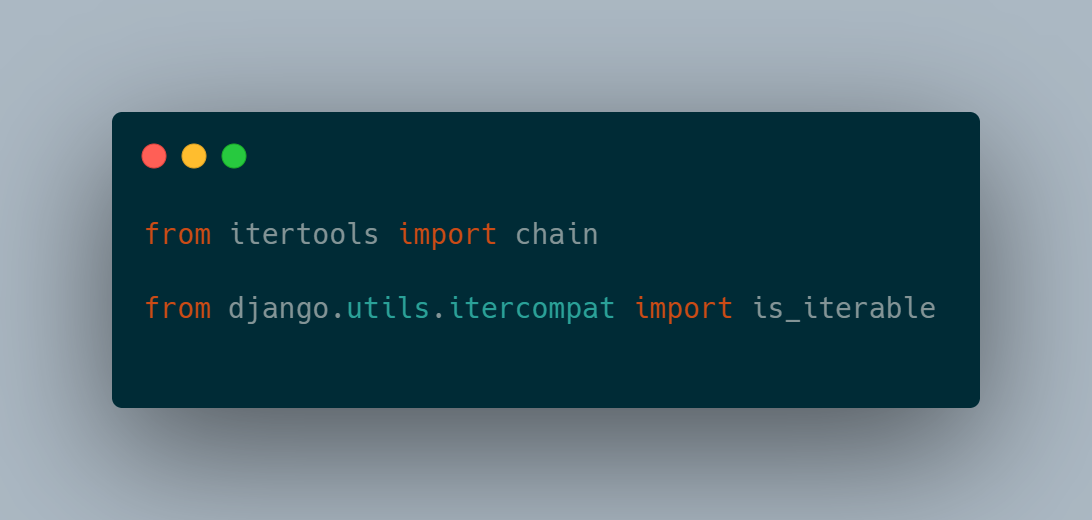 from itertools import chain
from django.utils.itercompat import is_iterable